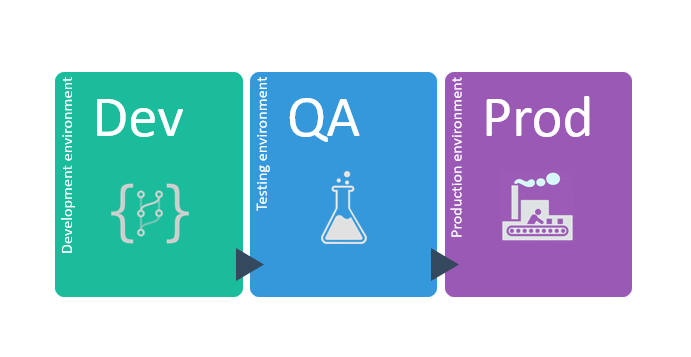 Development environment
Dev
Testing environment
QA
Production environment
Prod